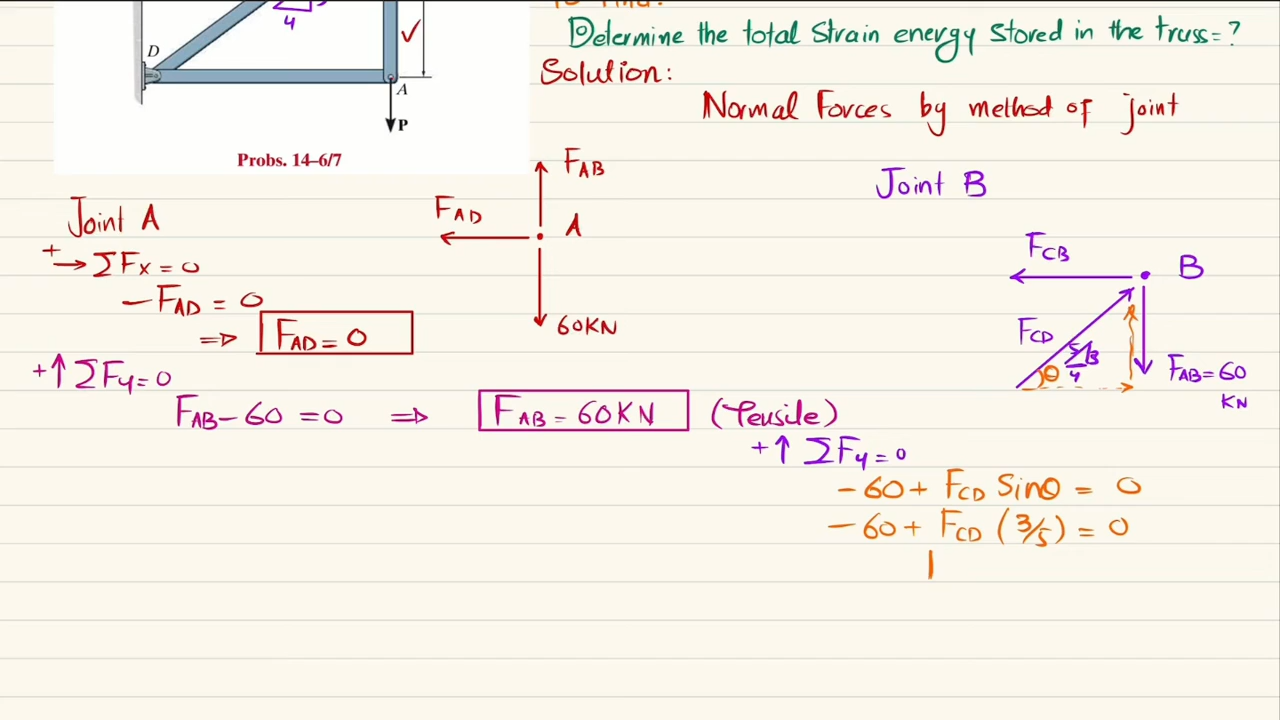 To find:
Determine the total strain energy stored in the truss=?
Solution:
Normal Forces by method of joint
4
D
A
P
Probs. 14–6/7
Joint A
+→ ΣFx = 0
−FAD = 0
⇒ FAD = 0
+↑ ΣFy = 0
FAB − 60 = 0 ⇒ FAB = 60KN (Tensile)
FAB
FAD
A
60KN
Joint B
FCB
B
FCD
5
3
θ
4
FAB = 60
KN
+↑ ΣFy = 0
−60 + FCD Sinθ = 0
−60 + FCD (3/5) = 0